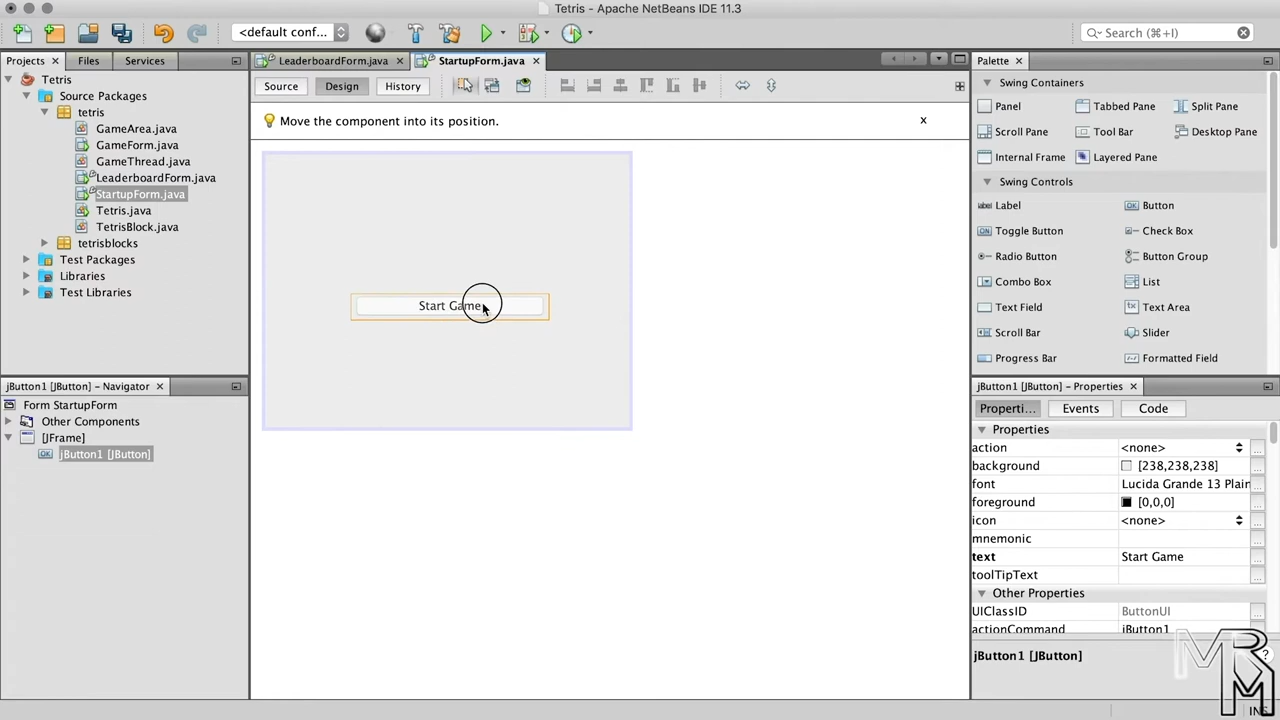 Tetris - Apache NetBeans IDE 11.3
<default conf...
Search (⌘+I)
Projects
Files
Services
LeaderboardForm.java
StartupForm.java
Palette
Tetris
Source Packages
tetris
GameArea.java
GameForm.java
GameThread.java
LeaderboardForm.java
StartupForm.java
Tetris.java
TetrisBlock.java
tetrisblocks
Test Packages
Libraries
Test Libraries
Source
Design
History
Move the component into its position.
x
Start Game
Swing Containers
Panel
Tabbed Pane
Split Pane
Scroll Pane
Tool Bar
Desktop Pane
Internal Frame
Layered Pane
Swing Controls
label Label
OK Button
ON Toggle Button
Check Box
Radio Button
Button Group
Combo Box
List
Text Field
tx Text Area
Scroll Bar
Slider
Progress Bar
Formatted Field
jButton1 [JButton] - Navigator
Form StartupForm
Other Components
[JFrame]
OK jButton1 [JButton]
jButton1 [JButton] - Properties
Properti...
Events
Code
Properties
action <none> ...
background [238,238,238] ...
font Lucida Grande 13 Plain ...
foreground [0,0,0] ...
icon <none> ...
mnemonic ...
text Start Game ...
toolTipText ...
Other Properties
UIClassID ButtonUI ...
actionCommand jButton1
jButton1 [JButton]
?
INS